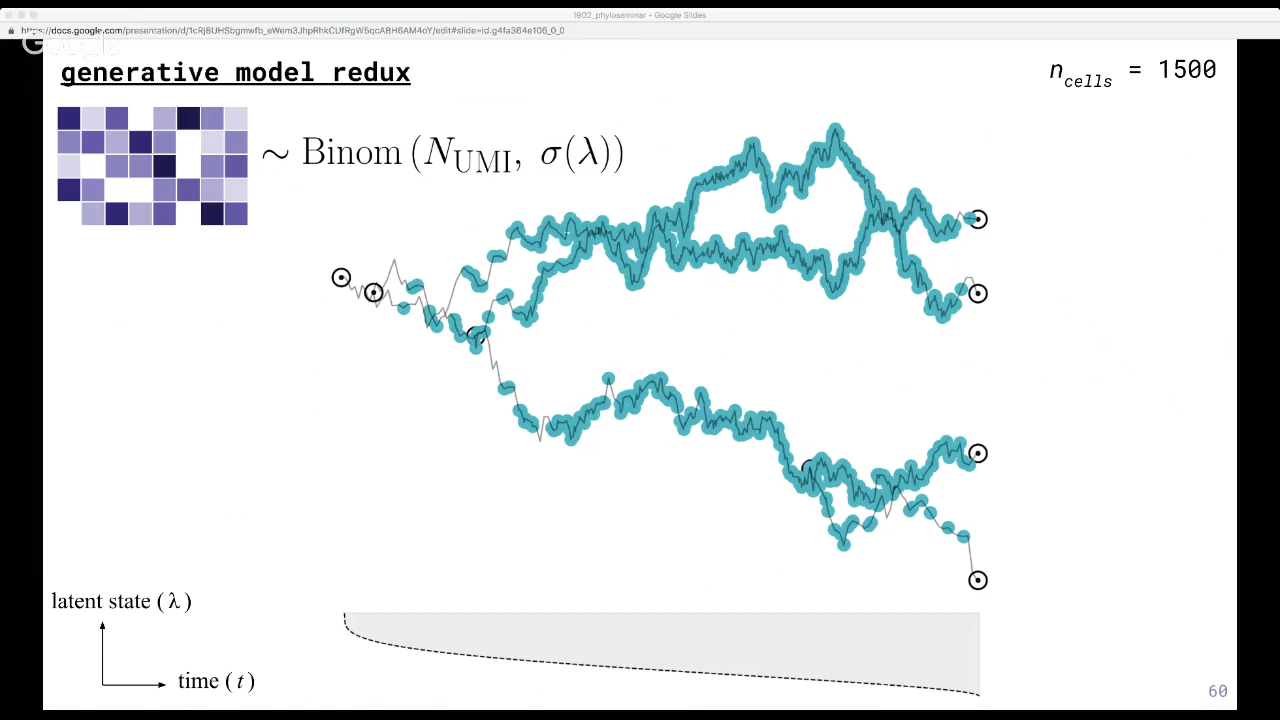 1902_phyloseminar - Google Slides
generative model redux
n_cells = 1500
~ Binom (N_UMI, σ(λ))
latent state (λ)
time (t)
60